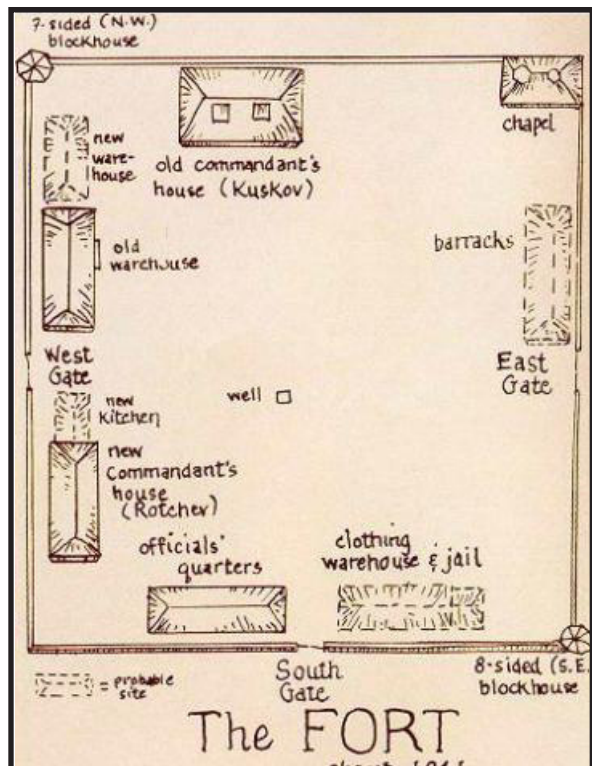 7-sided (N.W.)
blockhouse
chapel
new
ware-
house
old commandant's
house (Kuskov)
old
warehouse
barracks
West
Gate
East
Gate
well
new
Kitchen
new
Commandant's
house
(Rotchev)
officials'
quarters
clothing
warehouse & jail
South
Gate
8-sided (S.E.
blockhouse
= probable
site
The FORT